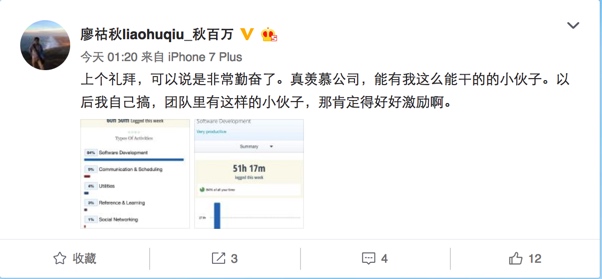 廖祜秋liaohuqiu_秋百万
今天 01:20 来自 iPhone 7 Plus
上个礼拜，可以说是非常勤奋了。真羡慕公司，能有我这么能干的的小伙子。以
后我自己搞，团队里有这样的小伙子，那肯定得好好激励啊。
60h 50m logged this week
Types Of Activities
84% Software Development
5% Communication & Scheduling
4% Utilities
3% Reference & Learning
1% Social Networking
Software Development
Very productive
Summary
51h 17m
logged this week
收藏
3
4
12